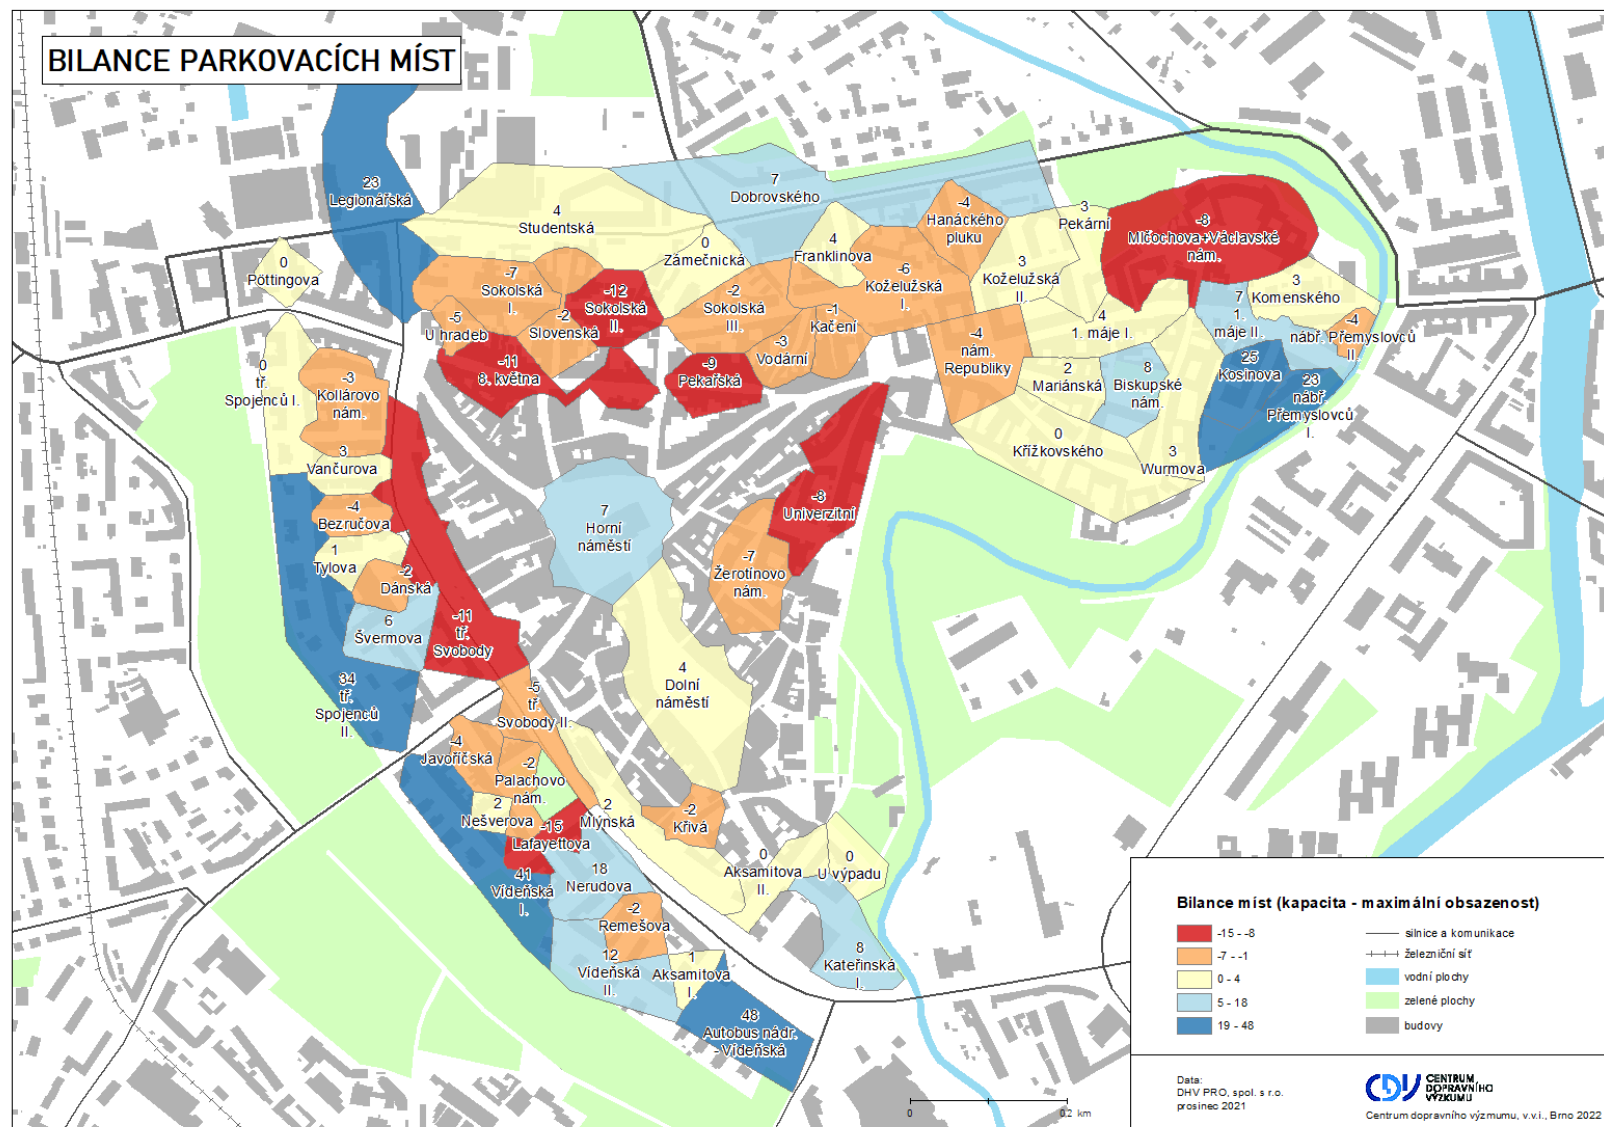 BILANCE PARKOVACÍCH MÍST
23
Legionářská
4
Studentská
7
Dobrovského
0
Zámečnická
4
Franklinova
-4
Hanáckého
pluku
3
Pekární
-8
Mlčochova+Václavské
nám.
0
Pöttingova
-7
Sokolská
I.
-12
Sokolská
II.
-2
Sokolská
III.
-6
Koželužská
I.
3
Koželužská
II.
3
Komenského
-5
U hradeb
-2
Slovenská
-1
Kačení
-3
Vodární
4
1. máje I.
7
1.
máje II.
-4
nábř. Přemyslovců
II.
-4
nám.
Republiky
-11
8. května
-9
Pekařská
2
Mariánská
8
Biskupské
nám.
25
Kosinova
23
nábř.
Přemyslovců
I.
0
tř.
Spojenců I.
-3
Kollárovo
nám.
3
Vančurova
0
Křížkovského
3
Wurmova
-4
Bezručova
7
Horní
náměstí
-8
Univerzitní
1
Tylova
-2
Dánská
-7
Žerotínovo
nám.
6
Švermova
-11
tř.
Svobody
34
tř.
Spojenců
II.
4
Dolní
náměstí
-5
tř.
Svobody II.
-4
Javoříčská
-2
Palachovo
nám.
2
Nešverova
-15
Lafayettova
2
Mlýnská
-2
Křivá
41
Vídeňská
I.
18
Nerudova
0
Aksamitova
II.
0
U výpadu
-2
Remešova
12
Vídeňská
II.
1
Aksamitova
I.
8
Kateřinská
I.
48
Autobus nádr.
- Vídeňská
Bilance míst (kapacita - maximální obsazenost)
-15 - -8
-7 - -1
0 - 4
5 - 18
19 - 48
silnice a komunikace
železniční síť
vodní plochy
zelené plochy
budovy
0
0,2 km
Data:
DHV PRO, spol. s r.o.
prosinec 2021
CDV
CENTRUM
DOPRAVNÍHO
VÝZKUMU
Centrum dopravního výzmumu, v.v.i., Brno 2022